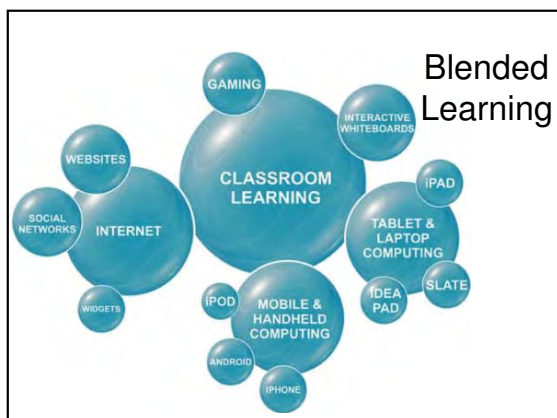 Blended
Learning
GAMING
INTERACTIVE
WHITEBOARDS
CLASSROOM
LEARNING
WEBSITES
SOCIAL
NETWORKS
INTERNET
WIDGETS
iPAD
TABLET &
LAPTOP
COMPUTING
SLATE
IDEA
PAD
iPOD
MOBILE &
HANDHELD
COMPUTING
ANDROID
iPHONE